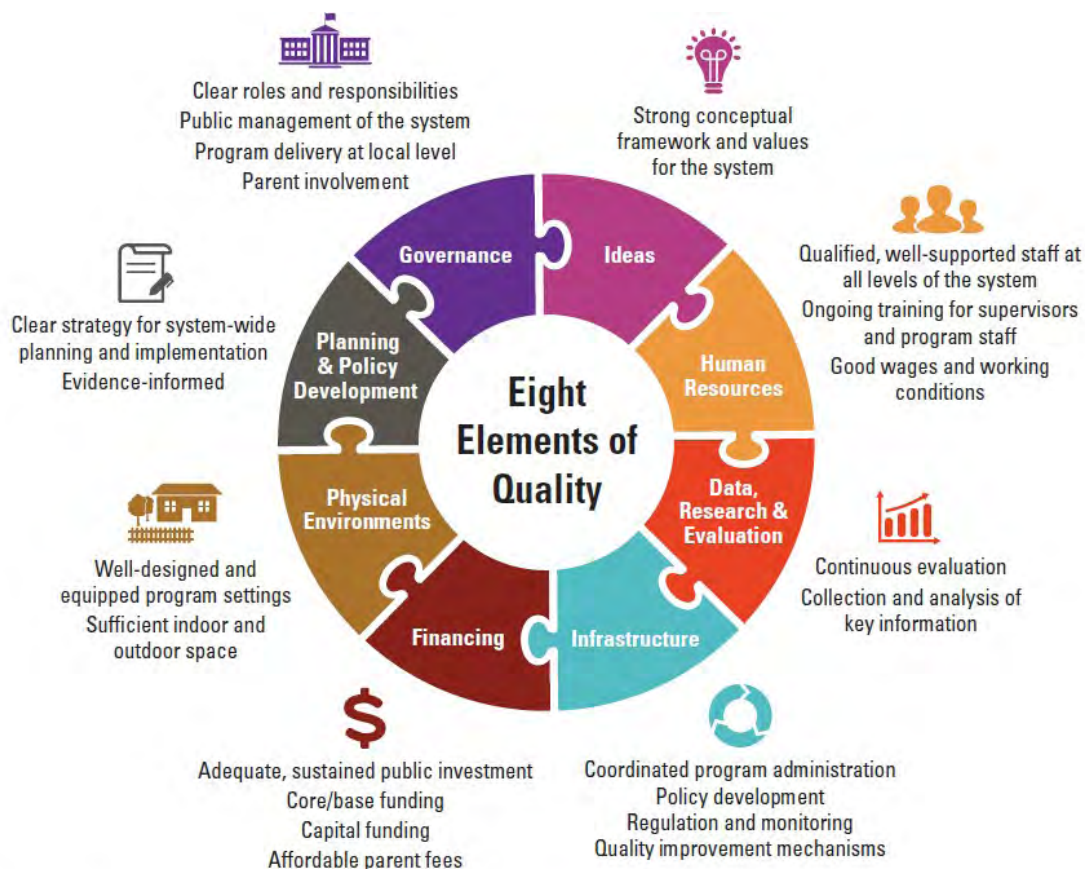 Clear roles and responsibilities
Public management of the system
Program delivery at local level
Parent involvement
Strong conceptual
framework and values
for the system
Governance
Ideas
Qualified, well-supported staff at
all levels of the system
Ongoing training for supervisors
and program staff
Good wages and working
conditions
Clear strategy for system-wide
planning and implementation
Evidence-informed
Planning
& Policy
Development
Human
Resources
Eight
Elements of
Quality
Physical
Environments
Data,
Research &
Evaluation
Well-designed and
equipped program settings
Sufficient indoor and
outdoor space
Continuous evaluation
Collection and analysis of
key information
Financing
Infrastructure
Adequate, sustained public investment
Core/base funding
Capital funding
Affordable parent fees
Coordinated program administration
Policy development
Regulation and monitoring
Quality improvement mechanisms